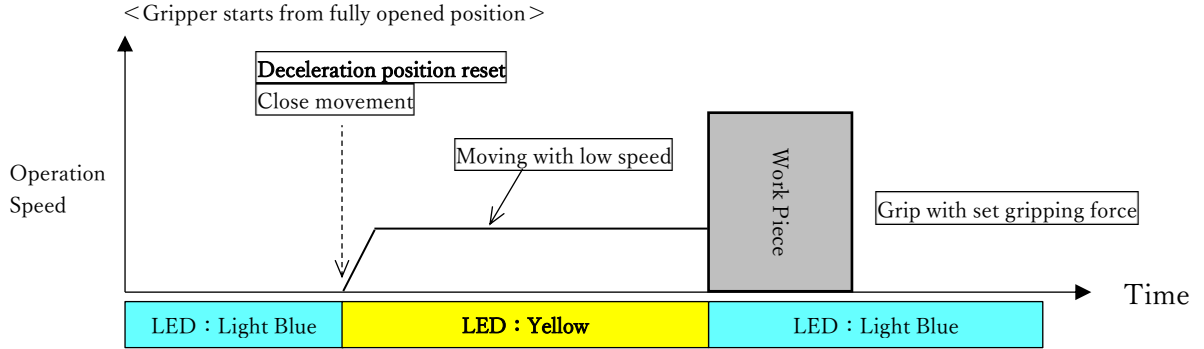 ＜Gripper starts from fully opened position＞
Deceleration position reset
Close movement
Moving with low speed
Operation
Speed
Work Piece
Grip with set gripping force
Time
LED：Light Blue
LED：Yellow
LED：Light Blue